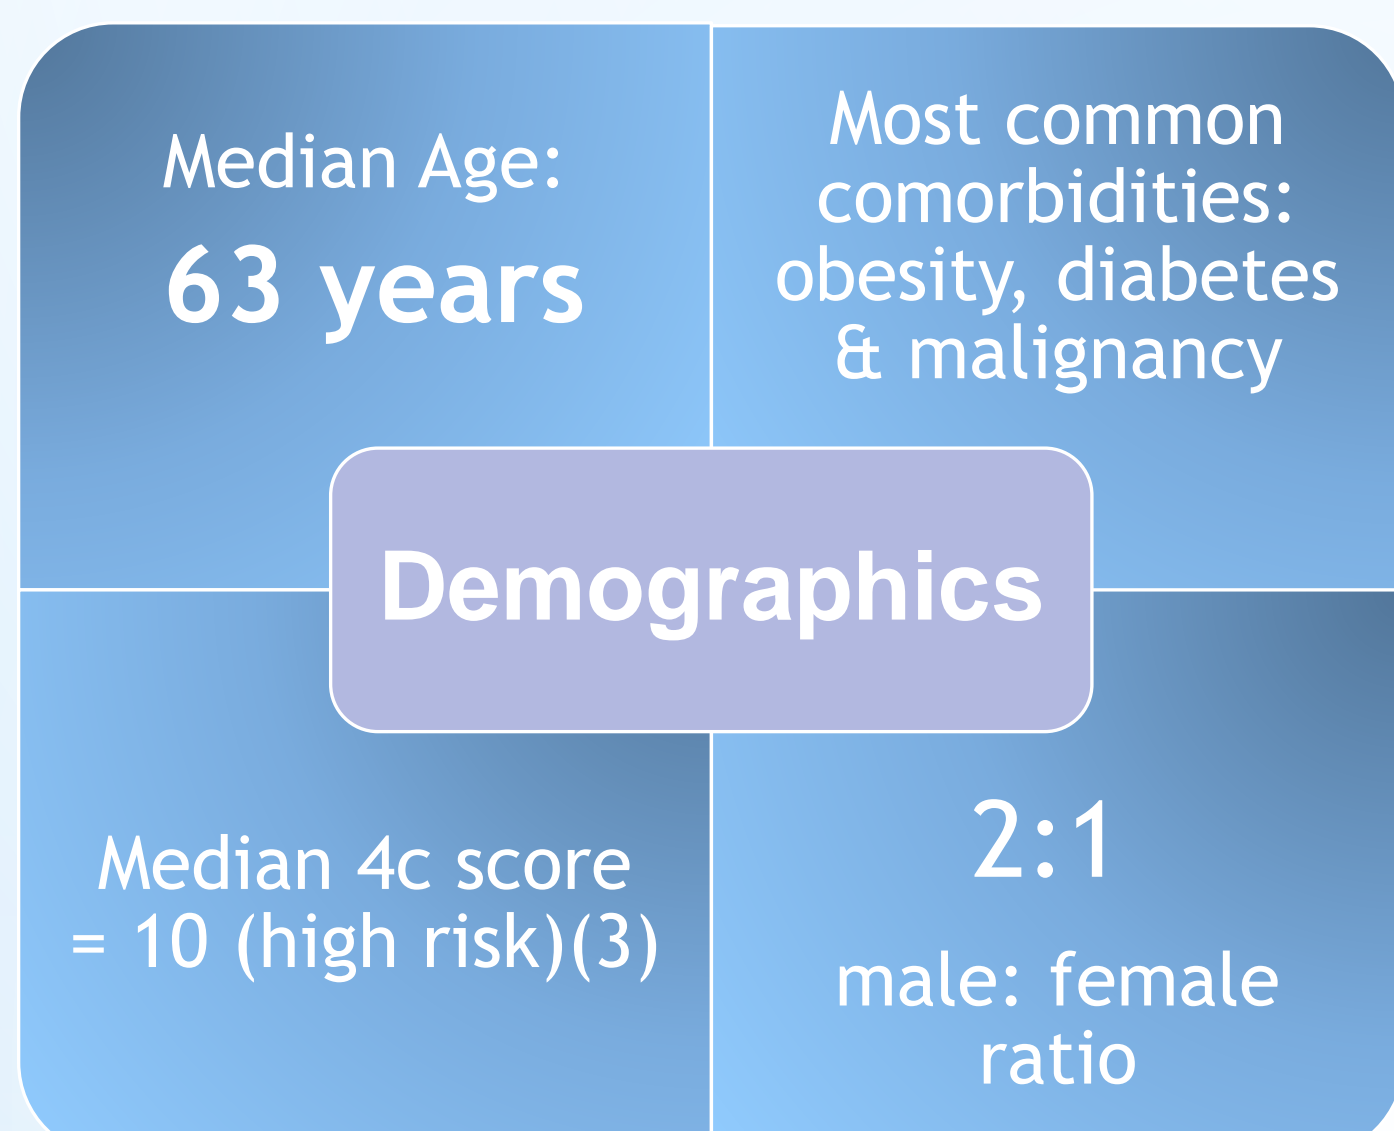 Median Age:
63 years
Most common
comorbidities:
obesity, diabetes
& malignancy
Demographics
Median 4c score
= 10 (high risk)(3)
2:1
male: female
ratio